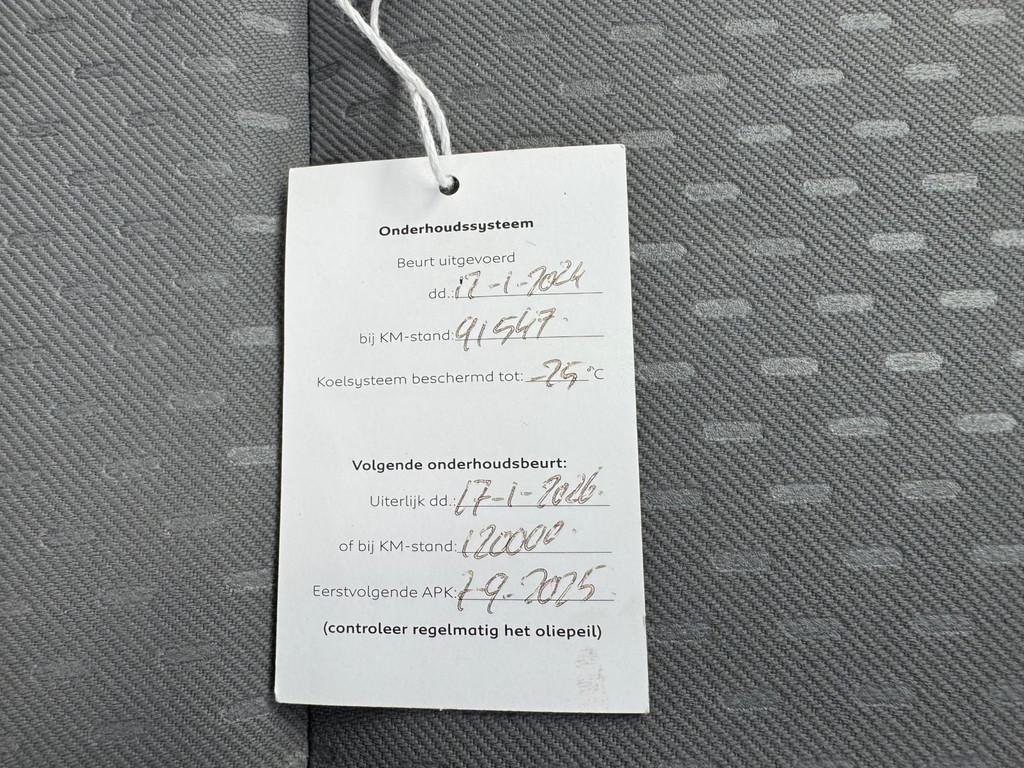 Onderhoudssysteem
Beurt uitgevoerd
dd.: 17-1-2024
bij KM-stand: 91547
Koelsysteem beschermd tot: -25 °C
Volgende onderhoudsbeurt:
Uiterlijk dd.: 17-1-2026
of bij KM-stand: 120000
Eerstvolgende APK: 7-9-2025
(controleer regelmatig het oliepeil)